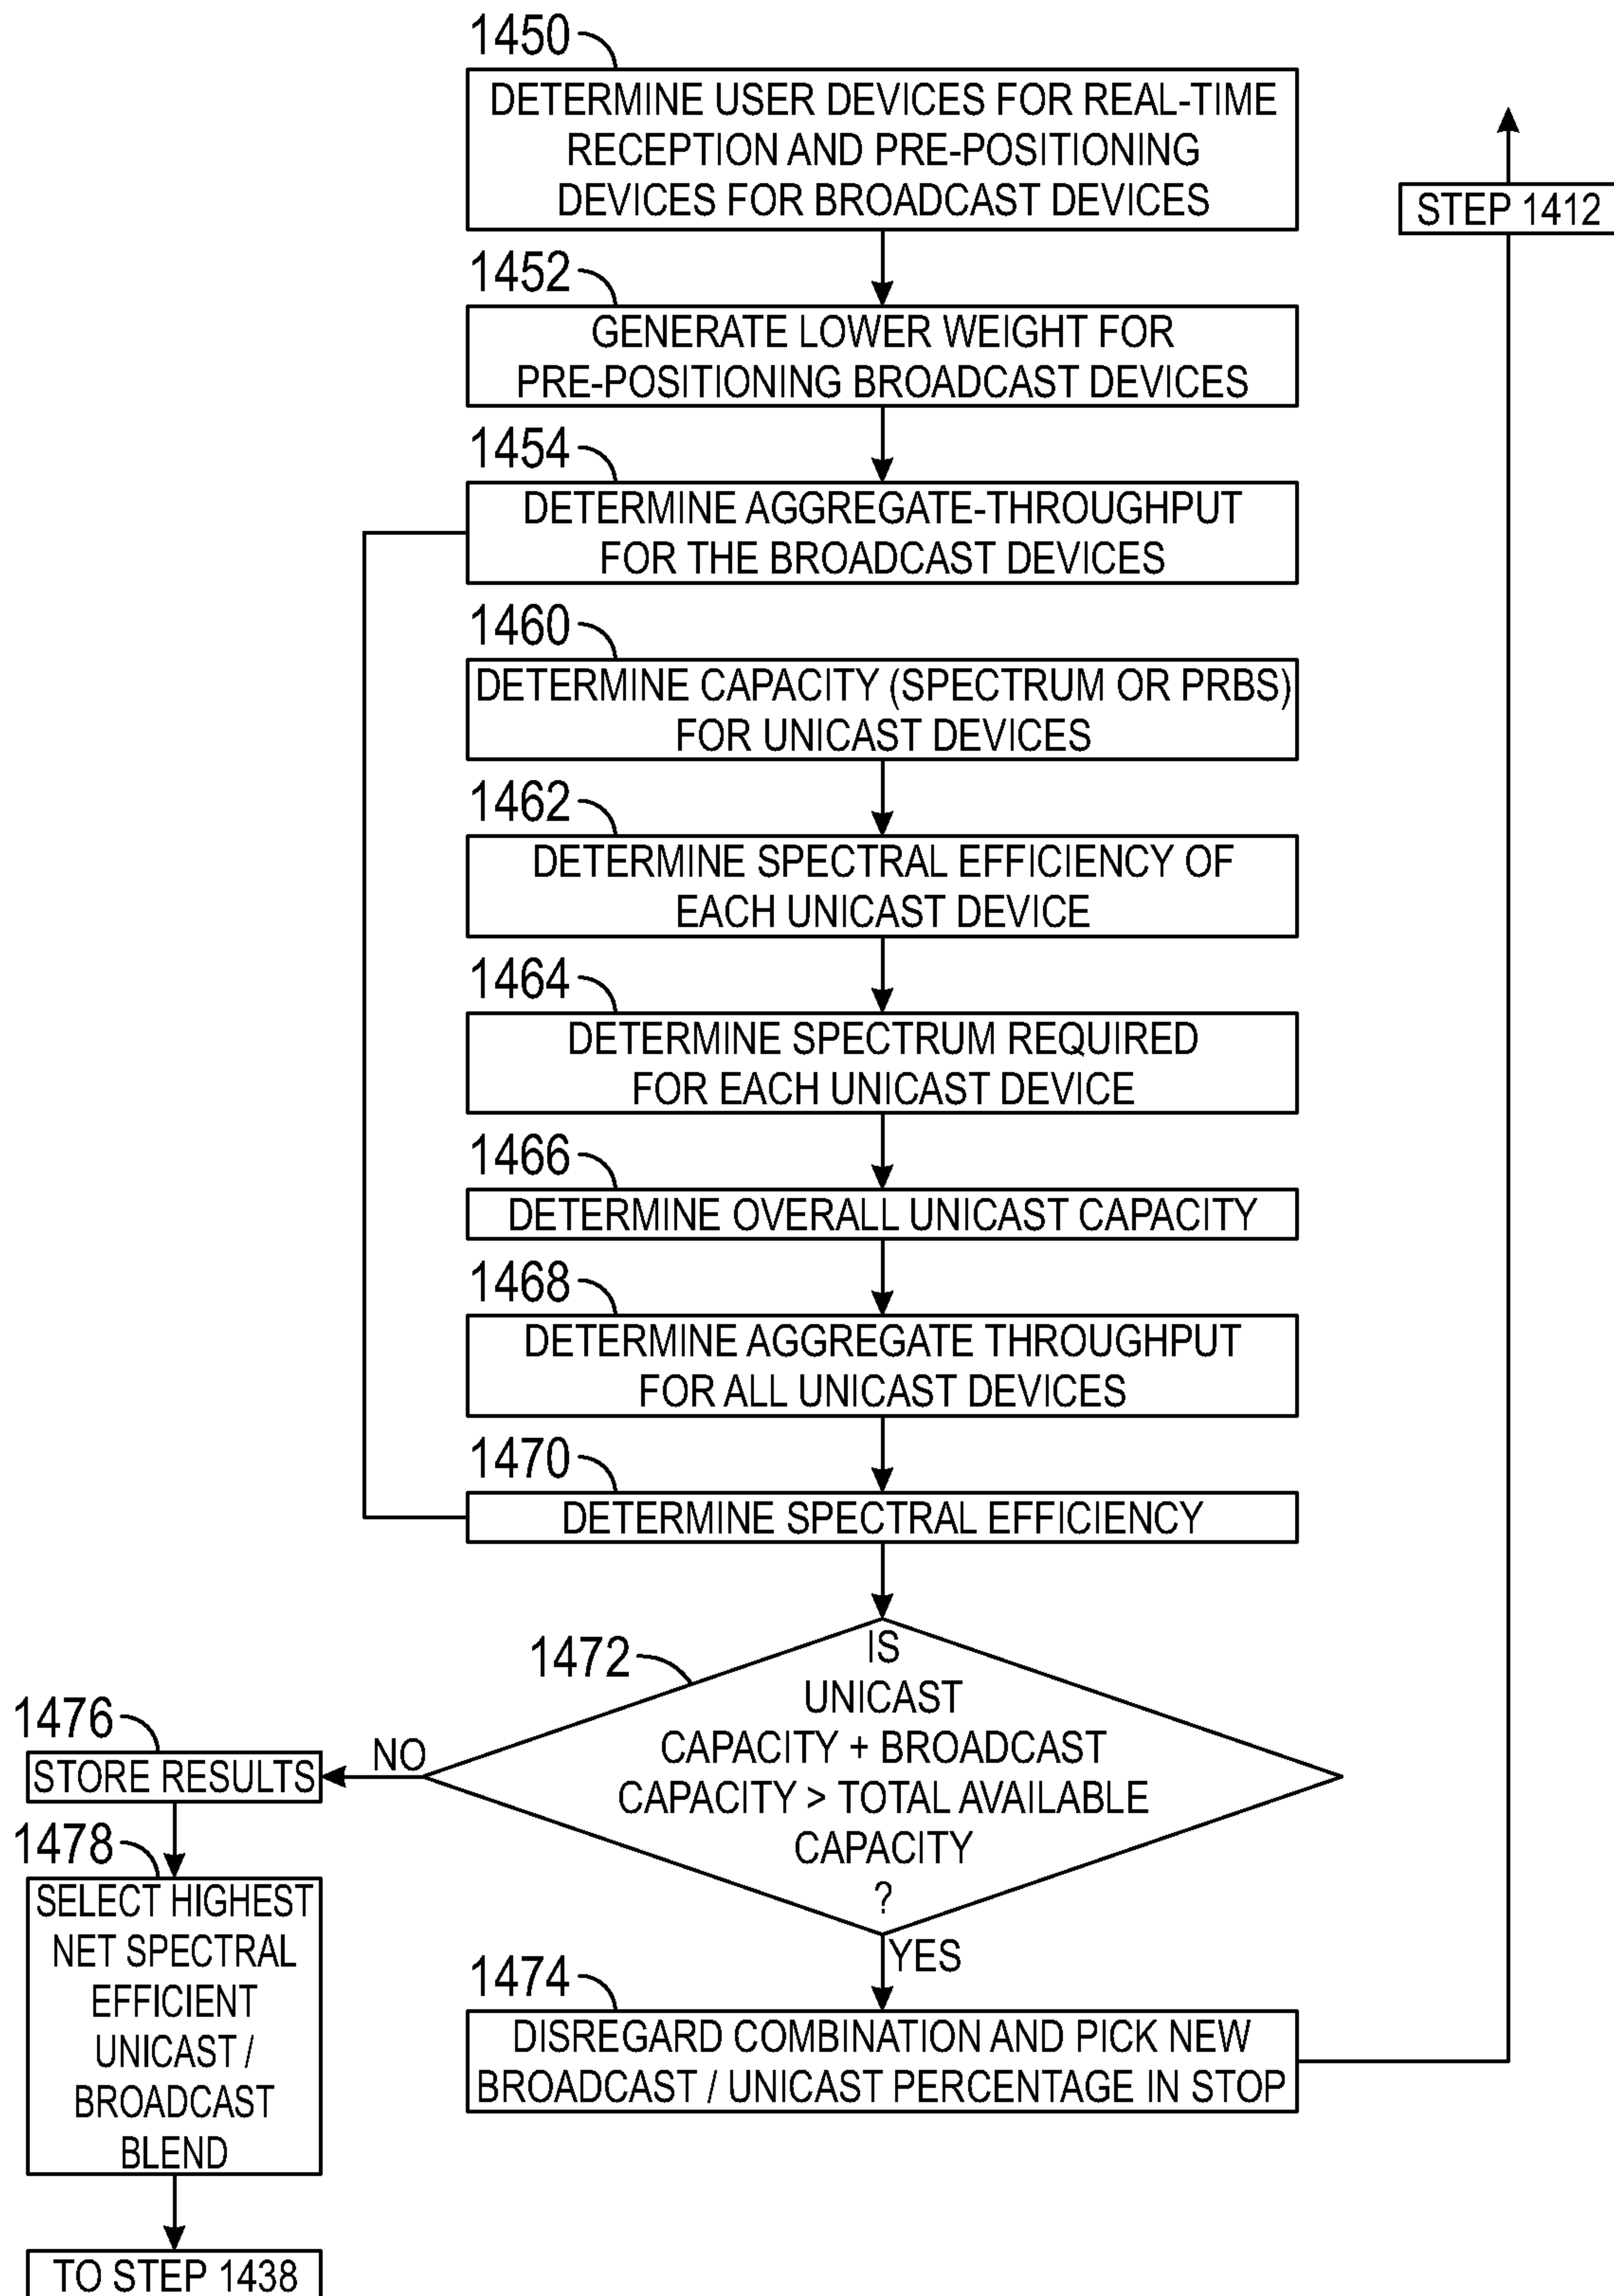 1450
DETERMINE USER DEVICES FOR REAL-TIME
RECEPTION AND PRE-POSITIONING
DEVICES FOR BROADCAST DEVICES
STEP 1412
1452
GENERATE LOWER WEIGHT FOR
PRE-POSITIONING BROADCAST DEVICES
1454
DETERMINE AGGREGATE-THROUGHPUT
FOR THE BROADCAST DEVICES
1460
DETERMINE CAPACITY (SPECTRUM OR PRBS)
FOR UNICAST DEVICES
1462
DETERMINE SPECTRAL EFFICIENCY OF
EACH UNICAST DEVICE
1464
DETERMINE SPECTRUM REQUIRED
FOR EACH UNICAST DEVICE
1466
DETERMINE OVERALL UNICAST CAPACITY
1468
DETERMINE AGGREGATE THROUGHPUT
FOR ALL UNICAST DEVICES
1470
DETERMINE SPECTRAL EFFICIENCY
1472
IS
UNICAST
CAPACITY + BROADCAST
CAPACITY > TOTAL AVAILABLE
CAPACITY
?
NO
YES
1476
STORE RESULTS
1478
SELECT HIGHEST
NET SPECTRAL
EFFICIENT
UNICAST /
BROADCAST
BLEND
1474
DISREGARD COMBINATION AND PICK NEW
BROADCAST / UNICAST PERCENTAGE IN STOP
TO STEP 1438